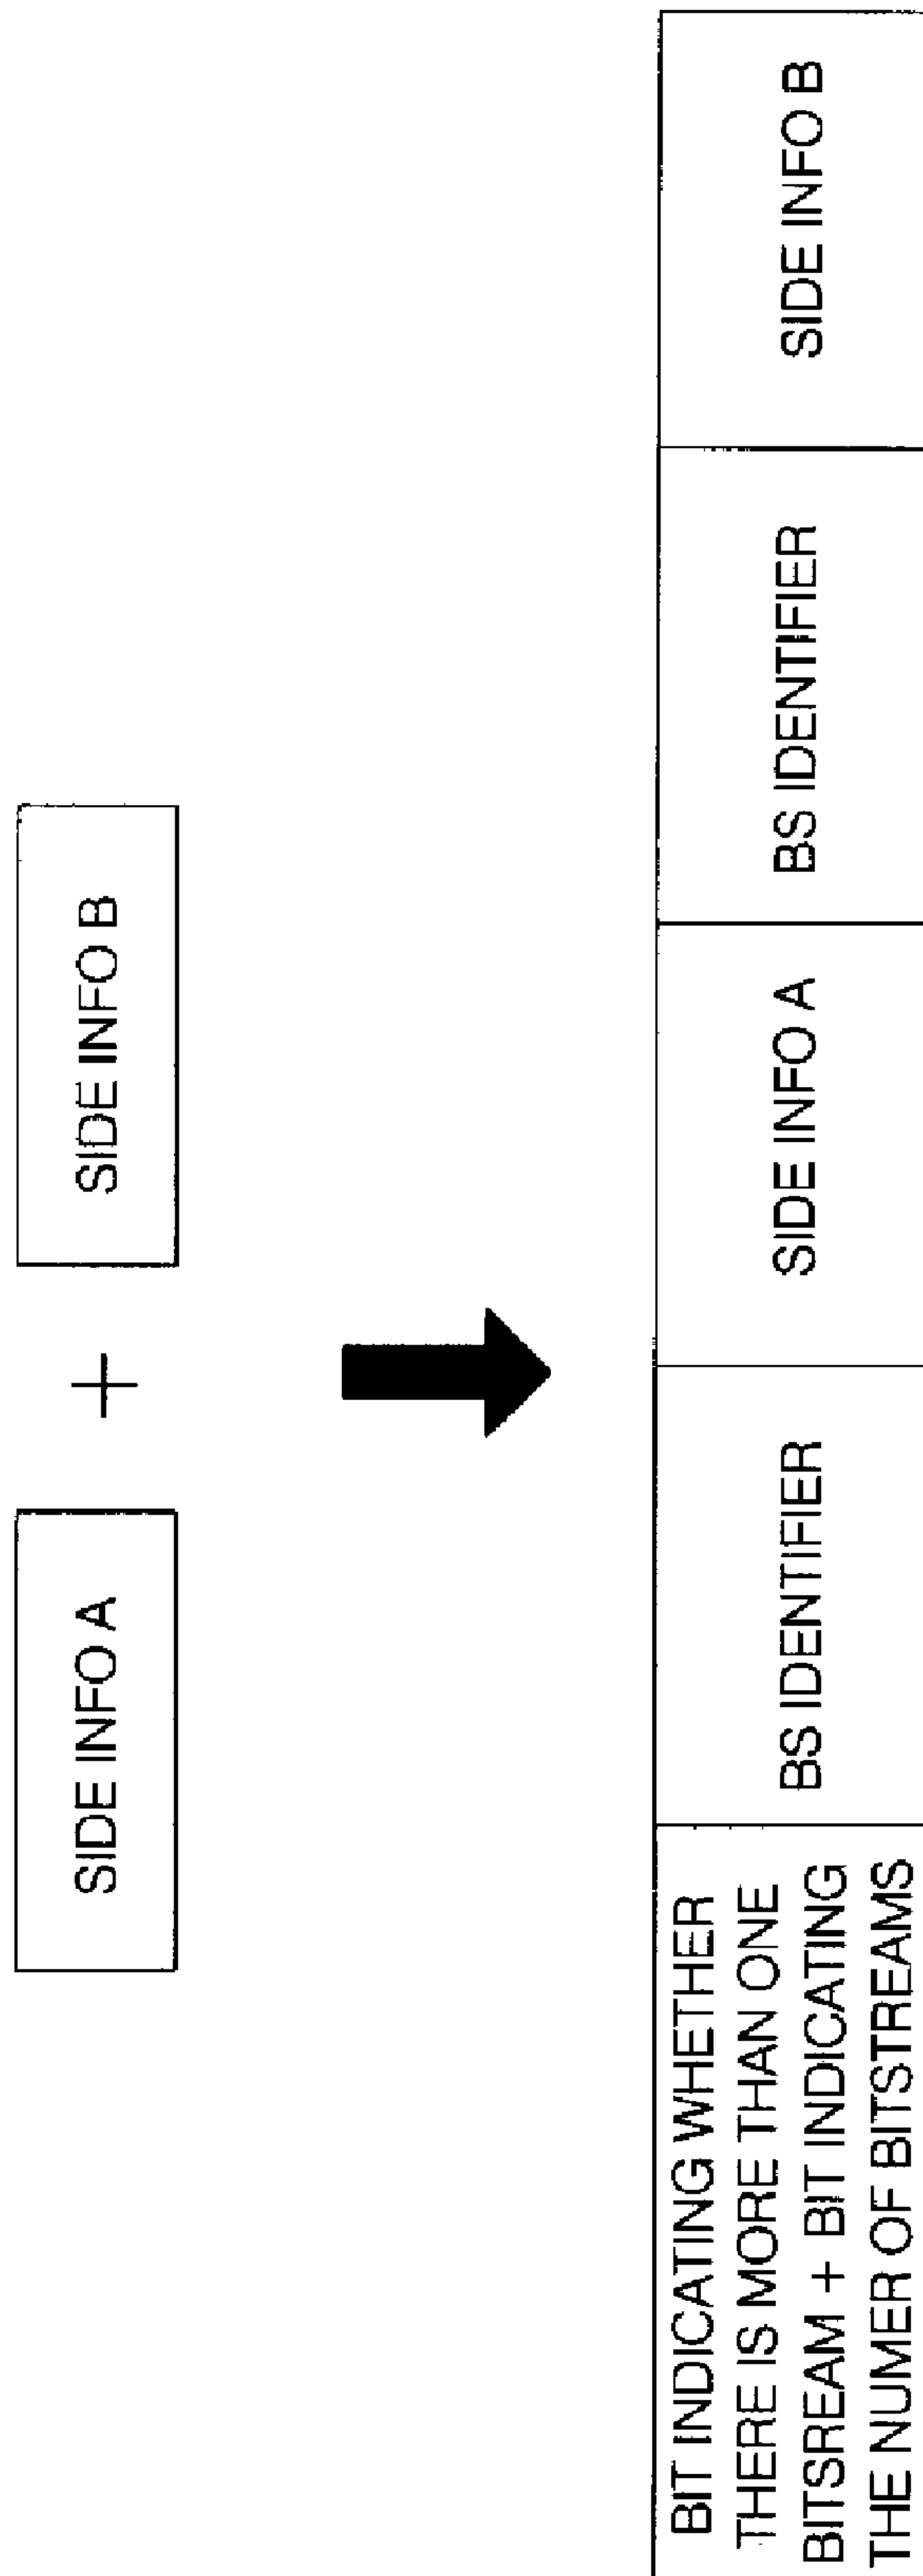 SIDE INFO A
+
SIDE INFO B
BIT INDICATING WHETHER
THERE IS MORE THAN ONE
BITSREAM + BIT INDICATING
THE NUMER OF BITSTREAMS
BS IDENTIFIER
SIDE INFO A
BS IDENTIFIER
SIDE INFO B